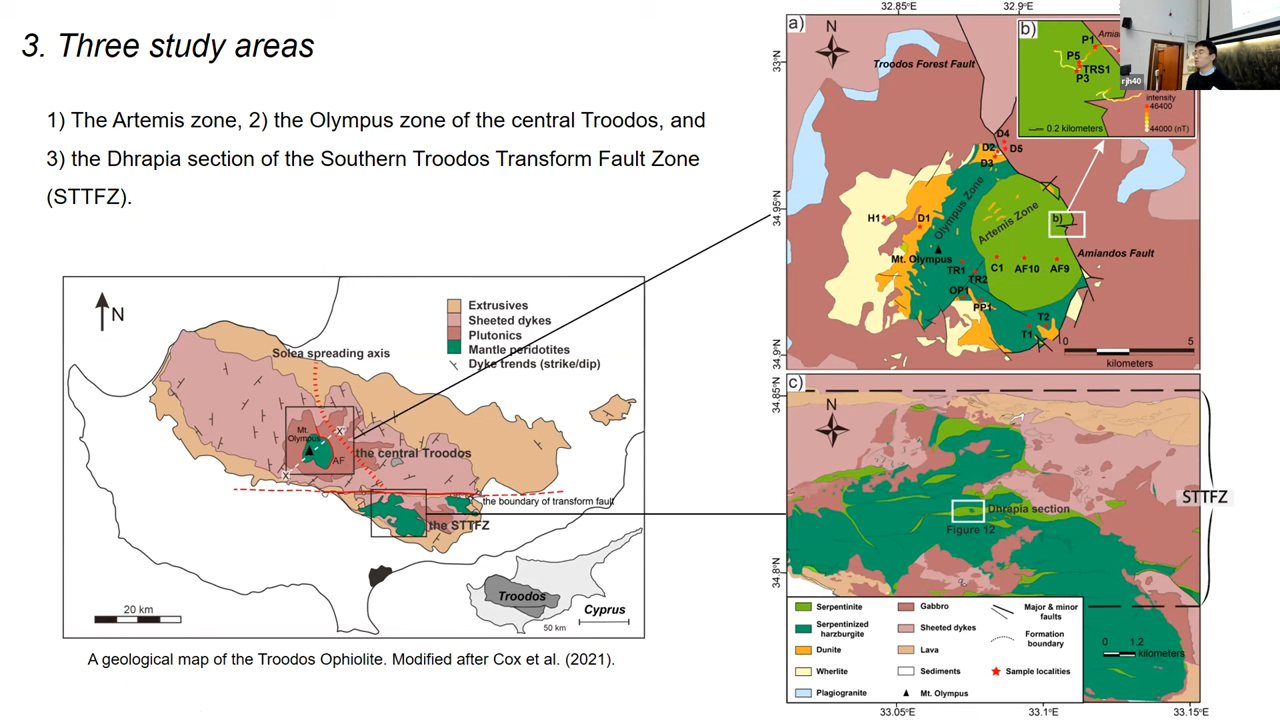 3. Three study areas
1) The Artemis zone, 2) the Olympus zone of the central Troodos, and
3) the Dhrapia section of the Southern Troodos Transform Fault Zone
(STTFZ).
N
Extrusives
Sheeted dykes
Plutonics
Mantle peridotites
Dyke trends (strike/dip)
Solea spreading axis
Mt.
Olympus
X'
AF
X
the central Troodos
the boundary of transform fault
the STTFZ
20 km
Troodos
Cyprus
50 km
A geological map of the Troodos Ophiolite. Modified after Cox et al. (2021).
32.85°E
32.9°E
a)
N
33°N
Troodos Forest Fault
34.95°N
D4
D2
D5
D3
H1
D1
Olympus Zone
Artemis Zone
b)
Mt. Olympus
Amiandos Fault
TR1
C1
AF10
AF9
TR2
OP1
PP1
T2
T1
0
5
kilometers
34.9°N
b)
P1
P5
TRS1
P3
intensity
46400
44000 (nT)
0.2 kilometers
rjh40
c)
34.85°N
N
STTFZ
Dhrapia section
Figure 12
34.8°N
Serpentinite
Serpentinized
harzburgite
Dunite
Wherlite
Plagiogranite
Gabbro
Sheeted dykes
Lava
Sediments
Mt. Olympus
Major & minor
faults
Formation
boundary
Sample localities
0
1.2
kilometers
33.05°E
33.1°E
33.15°E